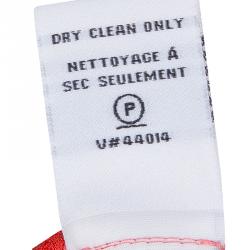 DRY CLEAN ONLY
NETTOYAGE Á
SEC SEULEMENT
P
V#44014